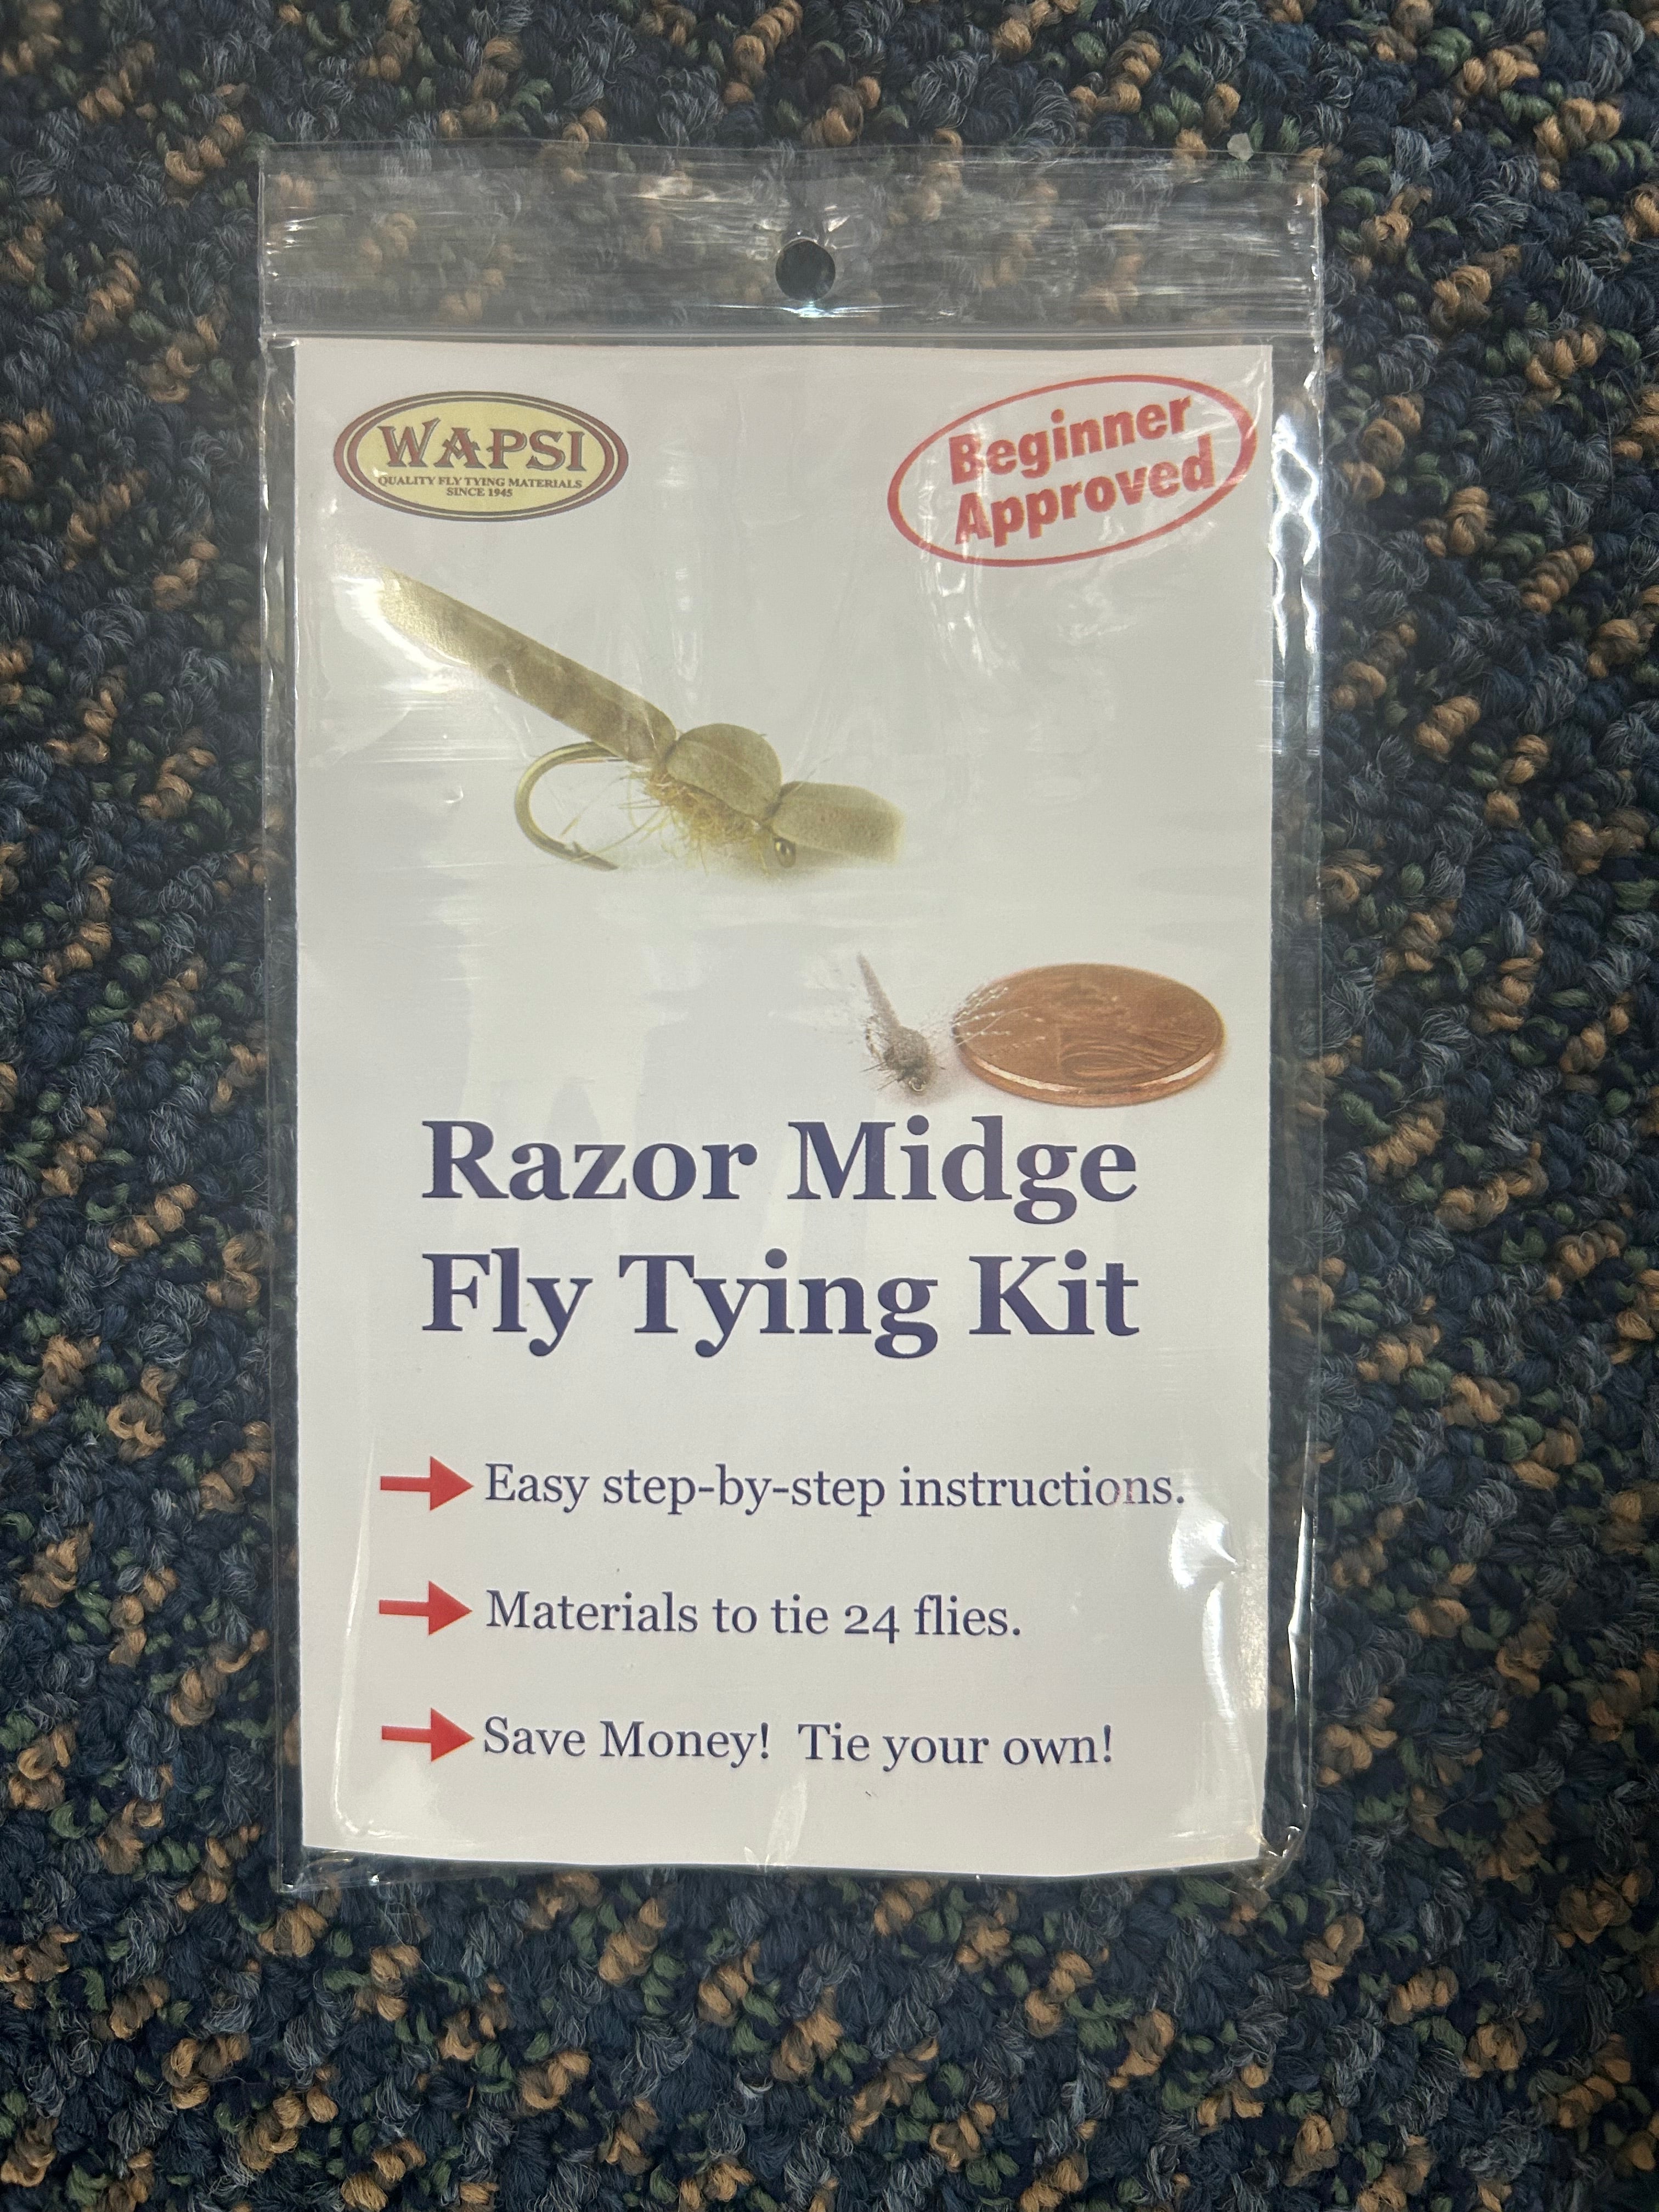 WAPSI
QUALITY FLY TYING MATERIALS
SINCE 1945
Beginner
Approved
Razor Midge
Fly Tying Kit
Easy step-by-step instructions.
Materials to tie 24 flies.
Save Money!  Tie your own!